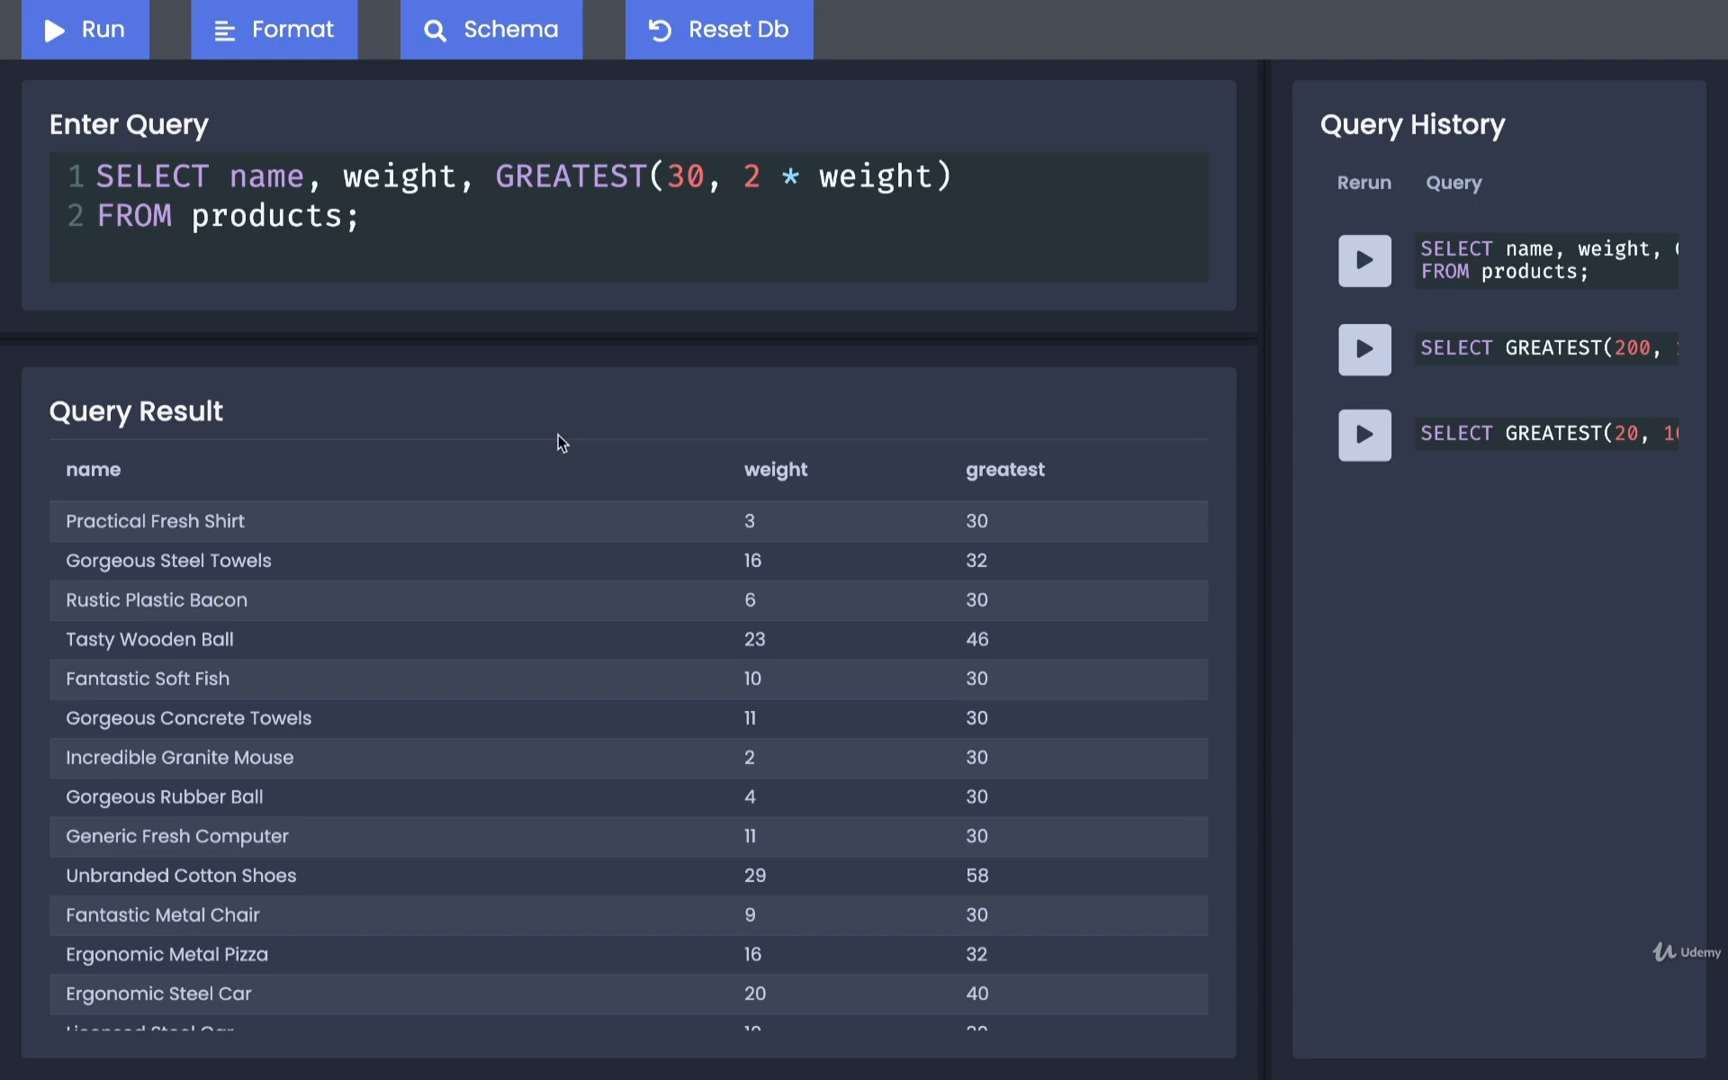 Run
Format
Schema
Reset Db
Enter Query
1 SELECT name, weight, GREATEST(30, 2 * weight)
2 FROM products;
Query Result
name weight greatest
Practical Fresh Shirt 3 30
Gorgeous Steel Towels 16 32
Rustic Plastic Bacon 6 30
Tasty Wooden Ball 23 46
Fantastic Soft Fish 10 30
Gorgeous Concrete Towels 11 30
Incredible Granite Mouse 2 30
Gorgeous Rubber Ball 4 30
Generic Fresh Computer 11 30
Unbranded Cotton Shoes 29 58
Fantastic Metal Chair 9 30
Ergonomic Metal Pizza 16 32
Ergonomic Steel Car 20 40
Query History
Rerun Query
SELECT name, weight,
FROM products;
SELECT GREATEST(200,
SELECT GREATEST(20,
Udemy